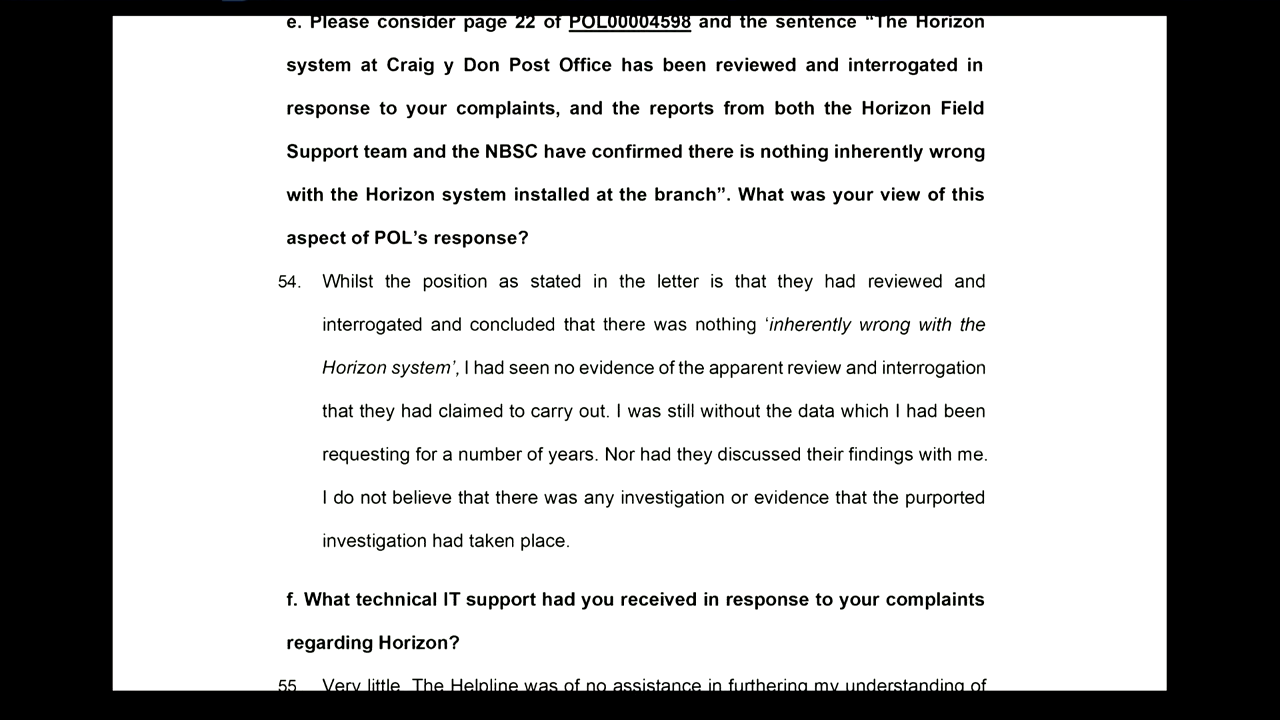 e. Please consider page 22 of POL00004598 and the sentence “The Horizon
system at Craig y Don Post Office has been reviewed and interrogated in
response to your complaints, and the reports from both the Horizon Field
Support team and the NBSC have confirmed there is nothing inherently wrong
with the Horizon system installed at the branch”. What was your view of this
aspect of POL’s response?
54. Whilst the position as stated in the letter is that they had reviewed and
interrogated and concluded that there was nothing ‘inherently wrong with the
Horizon system’, I had seen no evidence of the apparent review and interrogation
that they had claimed to carry out. I was still without the data which I had been
requesting for a number of years. Nor had they discussed their findings with me.
I do not believe that there was any investigation or evidence that the purported
investigation had taken place.
f. What technical IT support had you received in response to your complaints
regarding Horizon?
55 Very little. The Helpline was of no assistance in furthering my understanding of